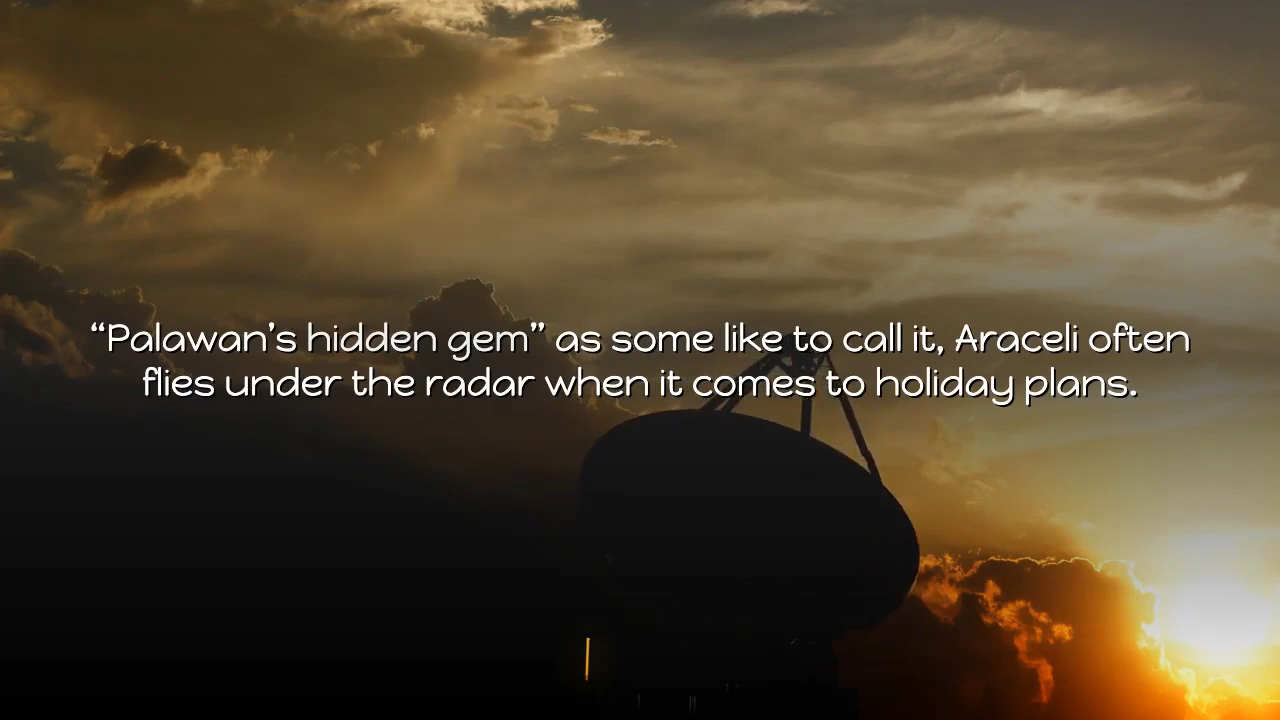 “Palawan’s hidden gem” as some like to call it, Araceli often
flies under the radar when it comes to holiday plans.